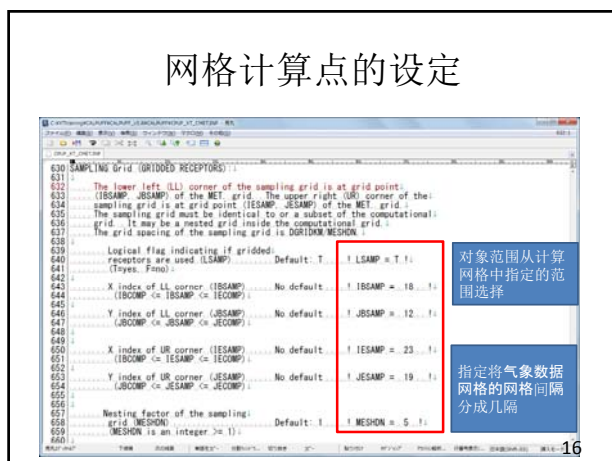 网格计算点的设定
630 SAMPLING Grid (GRIDDED RECEPTORS):
631
632 The lower left (LL) corner of the sampling grid is at grid point
633 (IBSAMP, JBSAMP) of the MET. grid. The upper right (UR) corner of the
634 sampling grid is at grid point (IESAMP, JESAMP) of the MET. grid.
635 The sampling grid must be identical to or a subset of the computational
636 grid. It may be a nested grid inside the computational grid.
637 The grid spacing of the sampling grid is DGRIDKM/MESHDN.
638
639 Logical flag indicating if gridded
640 receptors are used (LSAMP) Default: T ! LSAMP = T !
641 (T=yes, F=no)
642
643 X index of LL corner (IBSAMP) No default ! IBSAMP = 18 !
644 (IBCOMP <= IBSAMP <= IECOMP)
645
646 Y index of LL corner (JBSAMP) No default ! JBSAMP = 12 !
647 (JBCOMP <= JBSAMP <= JECOMP)
648
649
650 X index of UR corner (IESAMP) No default ! IESAMP = 23 !
651 (IBCOMP <= IESAMP <= IECOMP)
652
653 Y index of UR corner (JESAMP) No default ! JESAMP = 19 !
654 (JBCOMP <= JESAMP <= JECOMP)
655
656
657 Nesting factor of the sampling
658 grid (MESHDN) Default: 1 ! MESHDN = 5 !
659 (MESHDN is an integer >= 1)
660
对象范围从计算
网格中指定的范
围选择
指定将气象数据
网格的网格间隔
分成几隔
16